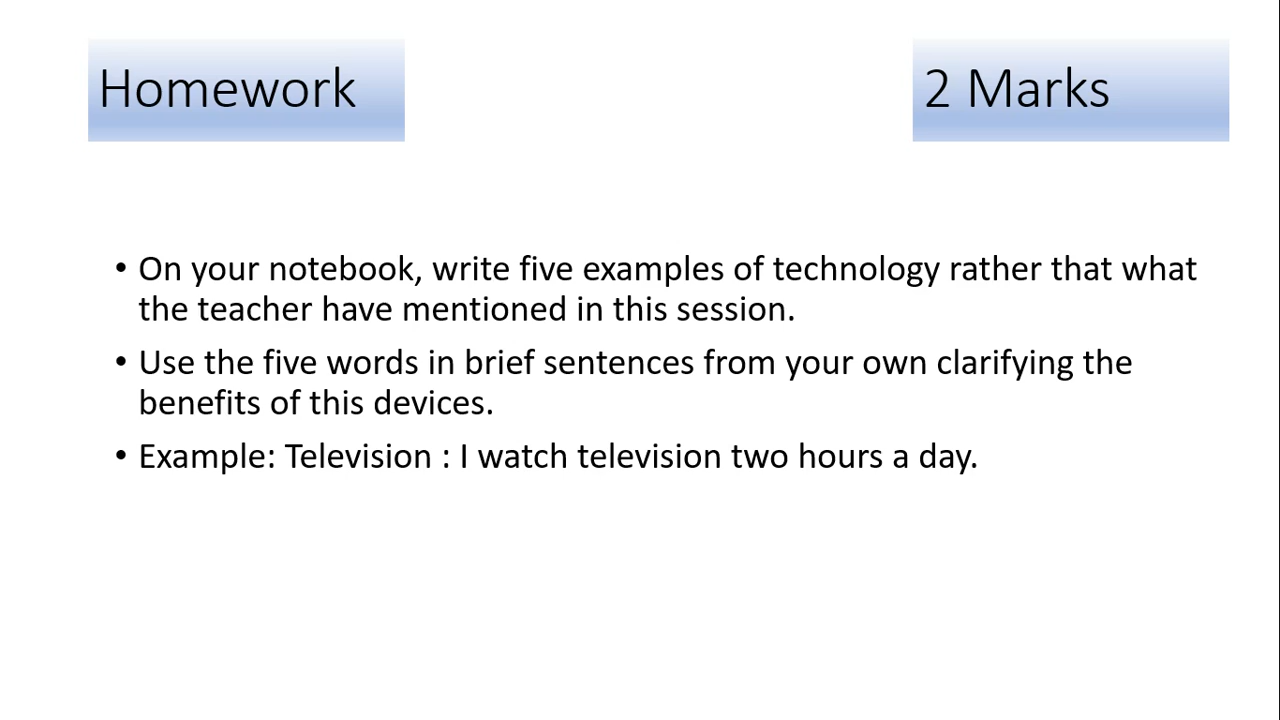 Homework
2 Marks
• On your notebook, write five examples of technology rather that what
the teacher have mentioned in this session.
• Use the five words in brief sentences from your own clarifying the
benefits of this devices.
• Example: Television : I watch television two hours a day.